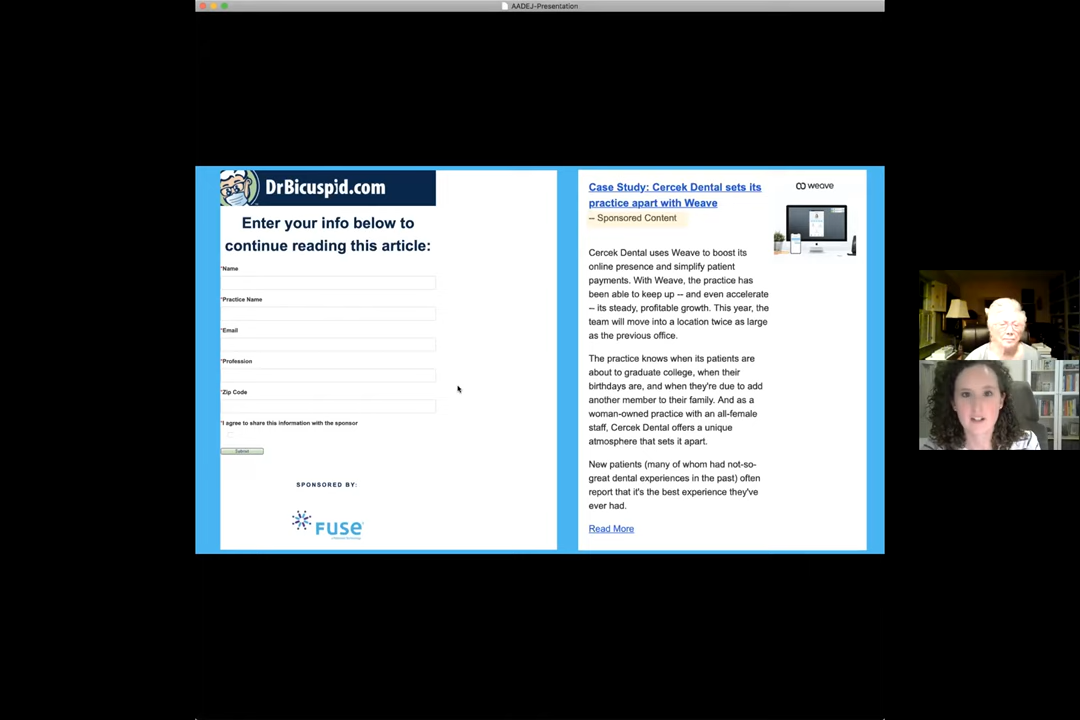 AADEJ-Presentation
DrBicuspid.com
Enter your info below to
continue reading this article:
*Name
*Practice Name
*Email
*Profession
*Zip Code
*I agree to share this information with the sponsor
Submit
SPONSORED BY:
FUSE
Case Study: Cercek Dental sets its
practice apart with Weave
-- Sponsored Content
weave
Cercek Dental uses Weave to boost its
online presence and simplify patient
payments. With Weave, the practice has
been able to keep up -- and even accelerate
-- its steady, profitable growth. This year, the
team will move into a location twice as large
as the previous office.
The practice knows when its patients are
about to graduate college, when their
birthdays are, and when they're due to add
another member to their family. And as a
woman-owned practice with an all-female
staff, Cercek Dental offers a unique
atmosphere that sets it apart.
New patients (many of whom had not-so-
great dental experiences in the past) often
report that it's the best experience they've
ever had.
Read More